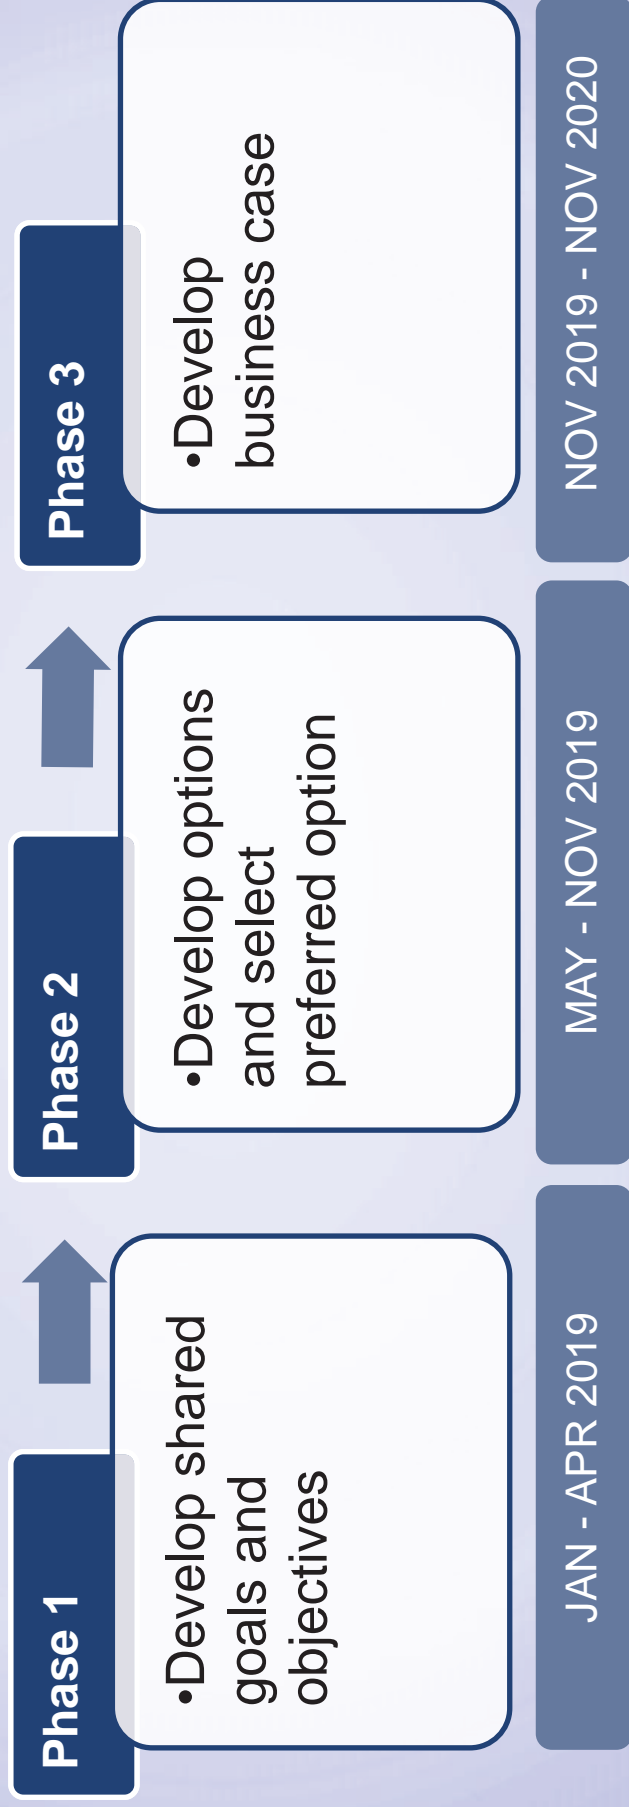 Phase 1
•Develop shared
goals and
objectives
JAN - APR 2019
Phase 2
•Develop options
and select
preferred option
MAY - NOV 2019
Phase 3
•Develop
business case
NOV 2019 - NOV 2020